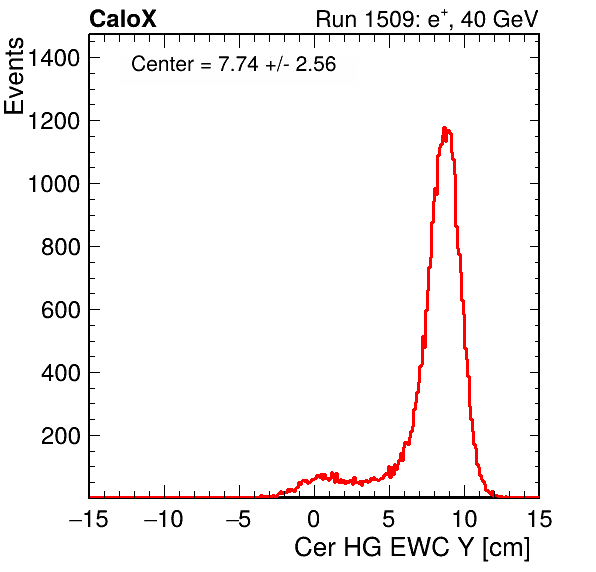 CaloX Run 1509: e⁺, 40 GeV
Center = 7.74 +/- 2.56
Events
1400
1200
1000
800
600
400
200
−15 −10 −5 0 5 10 15
Cer HG EWC Y [cm]